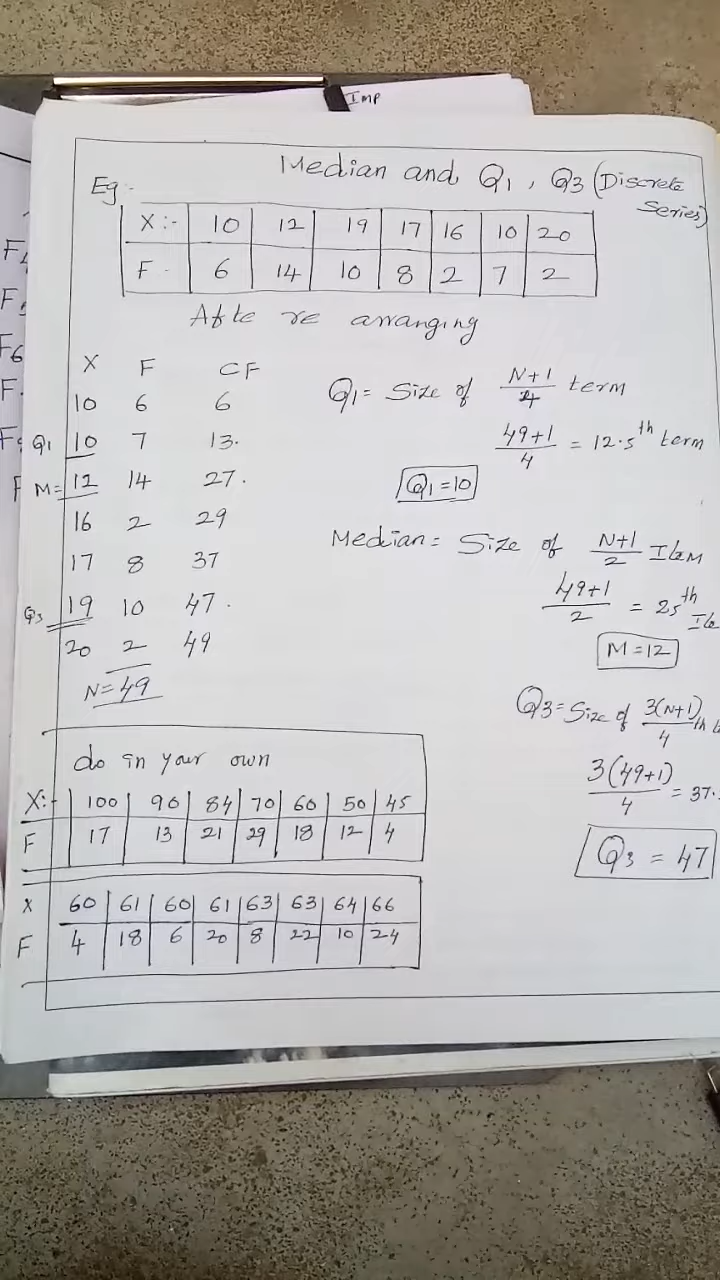 IMP
Median and Q1, Q3 (Discrete Series)
Eg:-
X:- 10 12 19 17 16 10 20
F- 6 14 10 8 2 7 2
Afte re arranging
X F CF
10 6 6
Q1 10 7 13.
M= 12 14 27.
16 2 29
17 8 37
Q3 19 10 47.
20 2 49
N=49
Q1= Size of N+1/4 term
49+1/4 = 12.5th term
Q1=10
Median= Size of N+1/2 Item
49+1/2 = 25th
M=12
Q3=Size of 3(N+1)/4 th
3(49+1)/4 = 37.
Q3 = 47
do in your own
X:- 100 90 84 70 60 50 45
F 17 13 21 29 18 12 4
X 60 61 60 61 63 63 64 66
F 4 18 6 20 8 22 10 24
F6